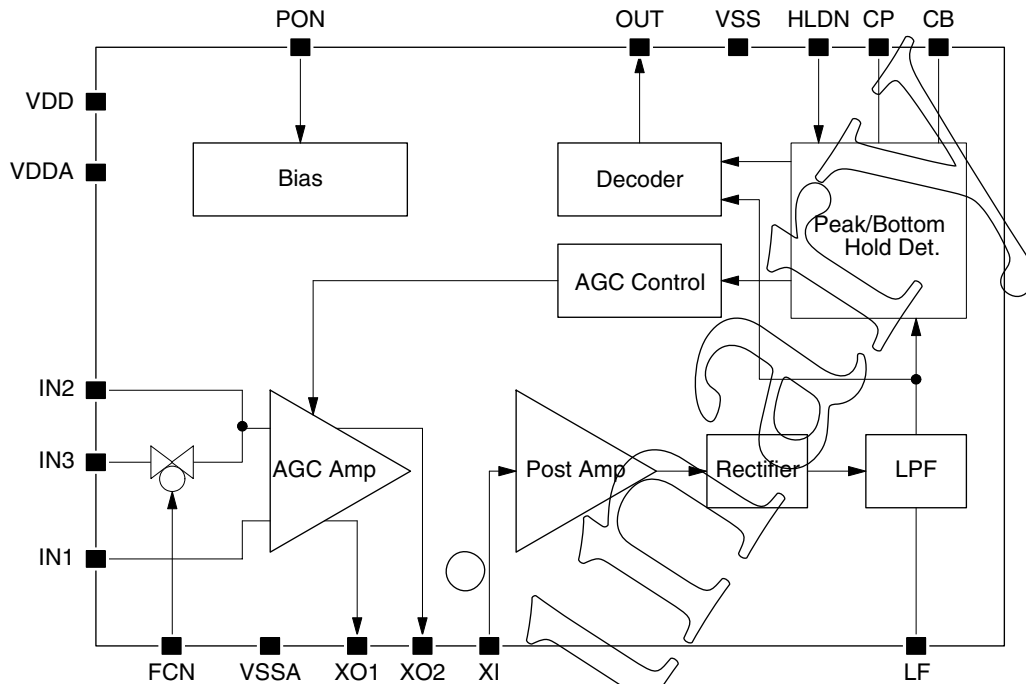 PON OUT VSS HLDN CP CB
VDD
VDDA
Bias
Decoder
Peak/Bottom
Hold Det.
AGC Control
IN2
IN3
IN1
AGC Amp
Post Amp
Rectifier
LPF
FCN VSSA XO1 XO2 XI LF